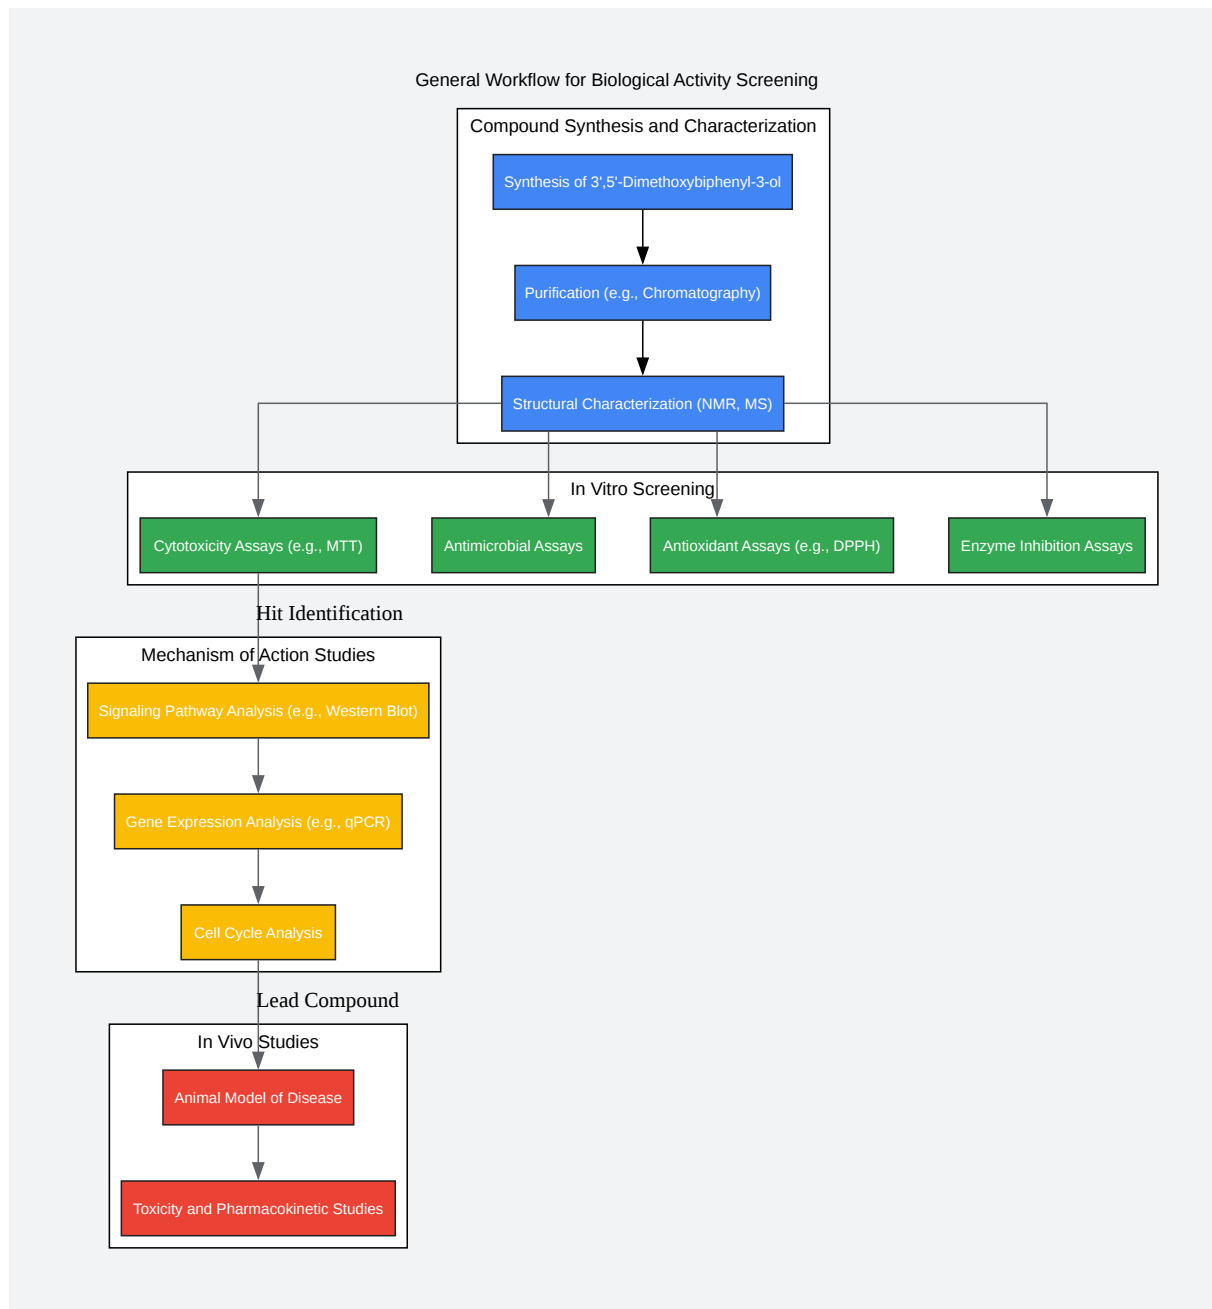 General Workflow for Biological Activity Screening
Compound Synthesis and Characterization
Synthesis of 3',5'-Dimethoxybiphenyl-3-ol
Purification (e.g., Chromatography)
Structural Characterization (NMR, MS)
In Vitro Screening
Cytotoxicity Assays (e.g., MTT)
Antimicrobial Assays
Antioxidant Assays (e.g., DPPH)
Enzyme Inhibition Assays
Hit Identification
Mechanism of Action Studies
Signaling Pathway Analysis (e.g., Western Blot)
Gene Expression Analysis (e.g., qPCR)
Cell Cycle Analysis
Lead Compound
In Vivo Studies
Animal Model of Disease
Toxicity and Pharmacokinetic Studies